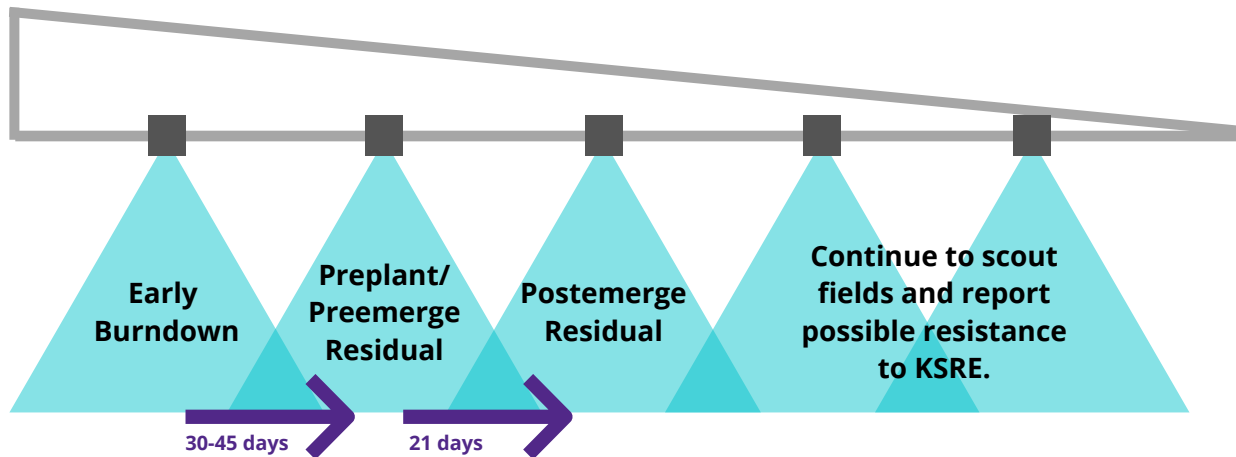 Early
Burndown
Preplant/
Preemerge
Residual
Postemerge
Residual
Continue to scout
fields and report
possible resistance
to KSRE.
30-45 days
21 days